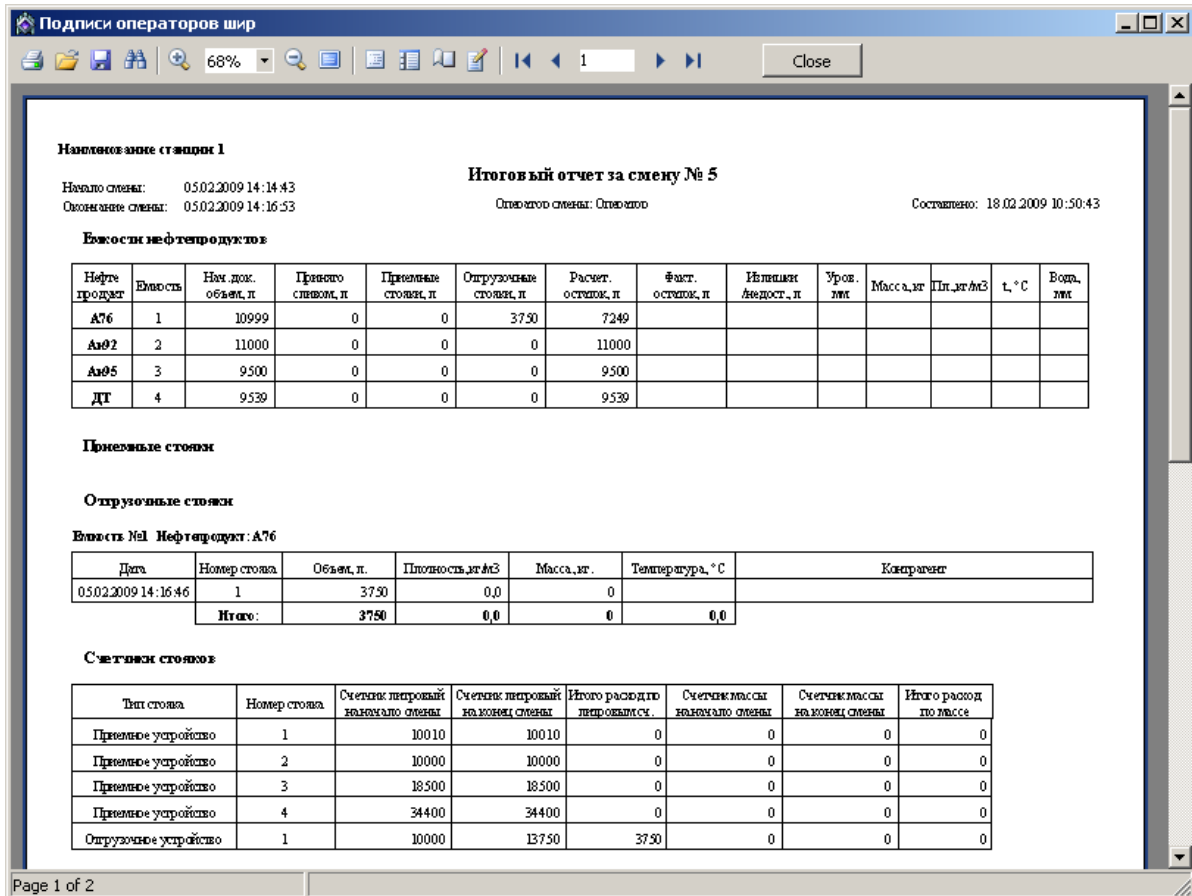 Подписи операторов шир
68% 1 Close
Наименование станции 1
Итоговый отчет за смену № 5
Начало смены: 05.02.2009 14:14:43
Окончание смены: 05.02.2009 14:16:53 Оператор смены: Оператор Составлено: 18.02.2009 10:50:43
Емкости нефтепродуктов
Нефте продукт Емкость Нач. док. объем, л Принято сливом, л Приемные стояки, л Отгрузочные стояки, л Расчет. остаток, л Факт. остаток, л Излишки /недост., л Уров. мм Масса, кг Пл.,кг/м3 t, °C Вода, мм
А76 1 10999 0 0 3750 7249
Аи92 2 11000 0 0 0 11000
Аи95 3 9500 0 0 0 9500
ДТ 4 9539 0 0 0 9539
Приемные стояки
Отгрузочные стояки
Емкость №1 Нефтепродукт: А76
Дата Номер стояка Объем, л. Плотность,кг/м3 Масса, кг. Температура, °C Контрагент
05.02.2009 14:16:46 1 3750 0,0 0
Итого: 3750 0,0 0 0,0
Счетчики стояков
Тип стояка Номер стояка Счетчик литровый на начало смены Счетчик литровый на конец смены Итого расход по литровым сч. Счетчик массы на начало смены Счетчик массы на конец смены Итого расход по массе
Приемное устройство 1 10010 10010 0 0 0 0
Приемное устройство 2 10000 10000 0 0 0 0
Приемное устройство 3 18500 18500 0 0 0 0
Приемное устройство 4 34400 34400 0 0 0 0
Отгрузочное устройство 1 10000 13750 3750 0 0 0
Page 1 of 2